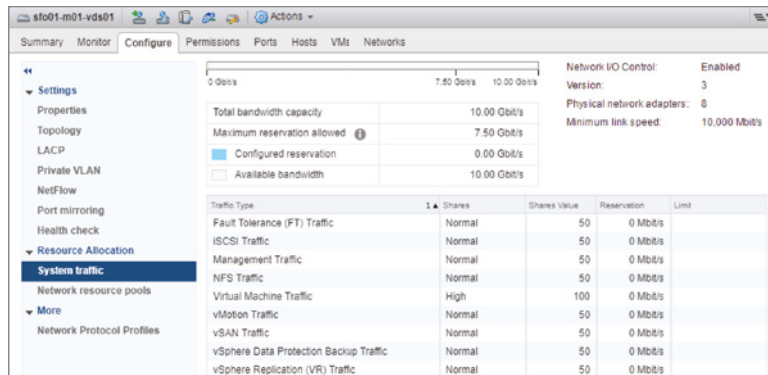 sfo01-m01-vds01 Actions
Summary Monitor Configure Permissions Ports Hosts VMs Networks
Settings
Properties
Topology
LACP
Private VLAN
NetFlow
Port mirroring
Health check
Resource Allocation
System traffic
Network resource pools
More
Network Protocol Profiles
0 Gbit/s 7.50 Gbit/s 10.00 Gbit/s
Total bandwidth capacity 10.00 Gbit/s
Maximum reservation allowed 7.50 Gbit/s
Configured reservation 0.00 Gbit/s
Available bandwidth 10.00 Gbit/s
Network I/O Control: Enabled
Version: 3
Physical network adapters: 8
Minimum link speed: 10,000 Mbit/s
Traffic Type 1 Shares Shares Value Reservation Limit
Fault Tolerance (FT) Traffic Normal 50 0 Mbit/s
iSCSI Traffic Normal 50 0 Mbit/s
Management Traffic Normal 50 0 Mbit/s
NFS Traffic Normal 50 0 Mbit/s
Virtual Machine Traffic High 100 0 Mbit/s
vMotion Traffic Normal 50 0 Mbit/s
vSAN Traffic Normal 50 0 Mbit/s
vSphere Data Protection Backup Traffic Normal 50 0 Mbit/s
vSphere Replication (VR) Traffic Normal 50 0 Mbit/s